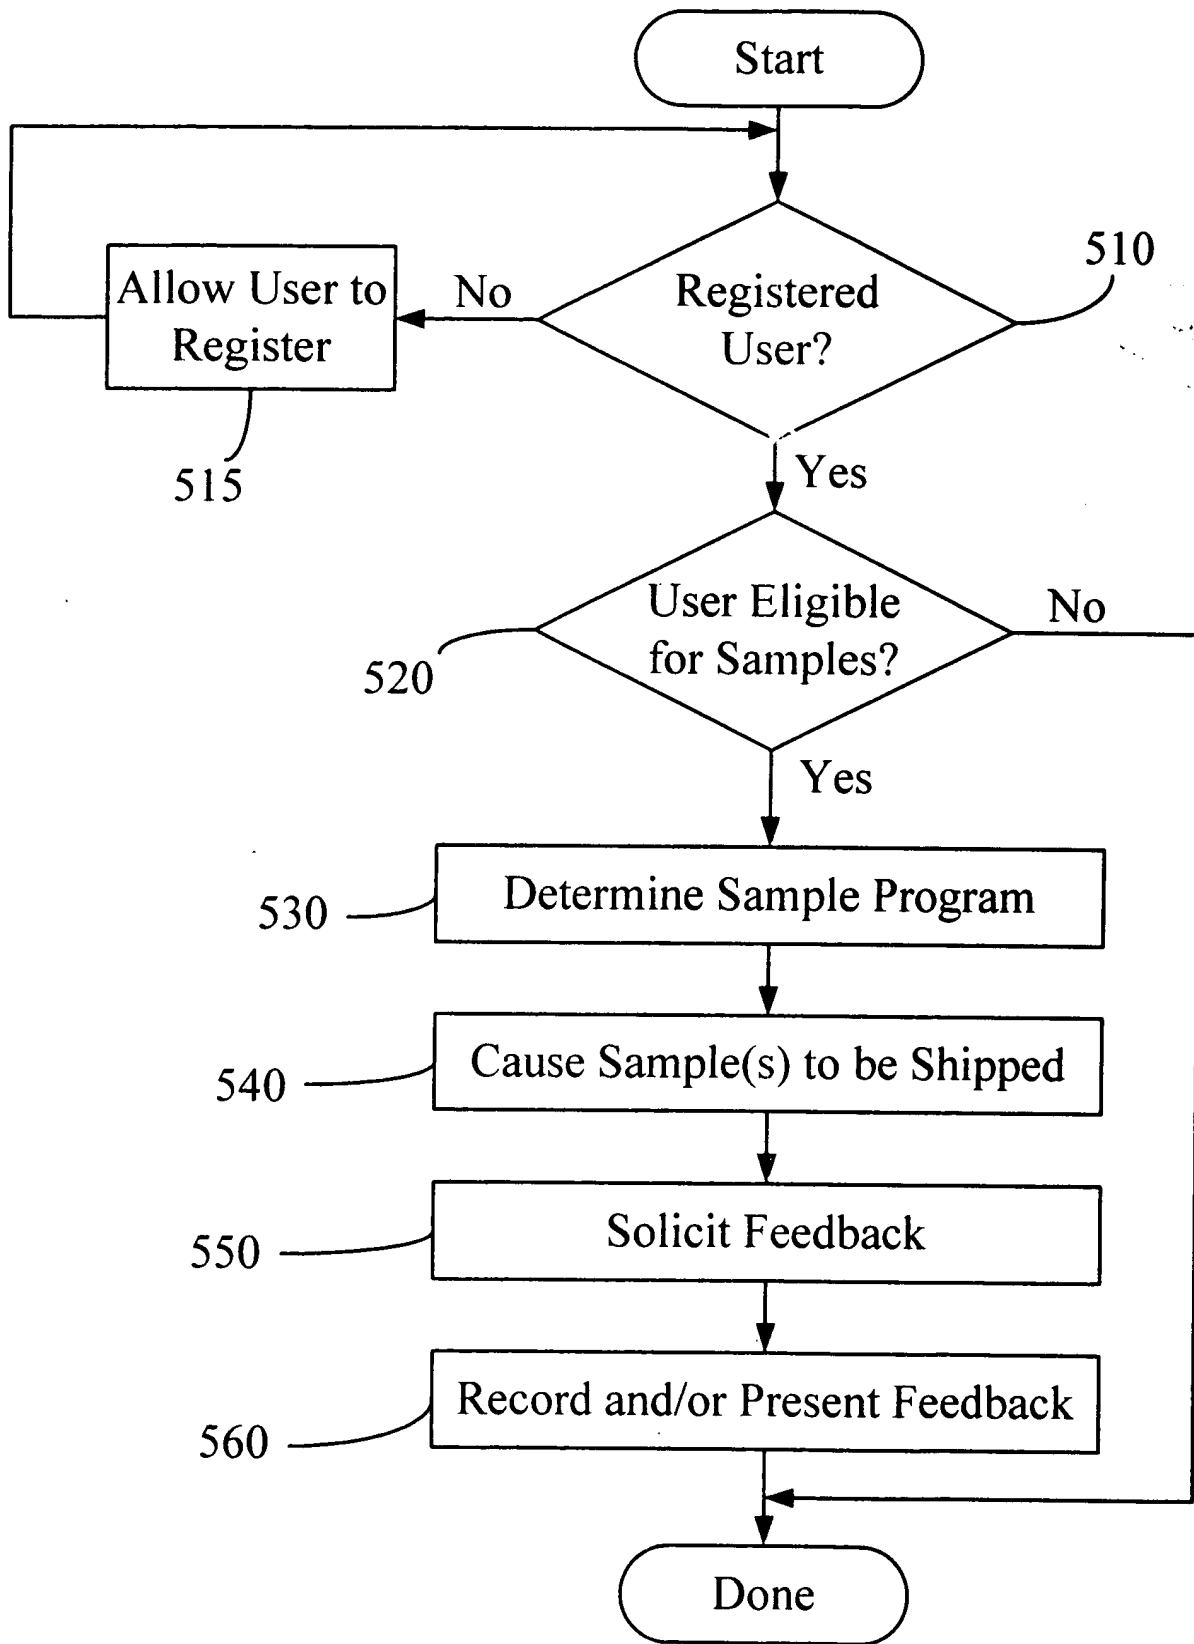 Start
Registered
User?
510
No
Allow User to
Register
515
Yes
User Eligible
for Samples?
520
No
Yes
Determine Sample Program
530
Cause Sample(s) to be Shipped
540
Solicit Feedback
550
Record and/or Present Feedback
560
Done